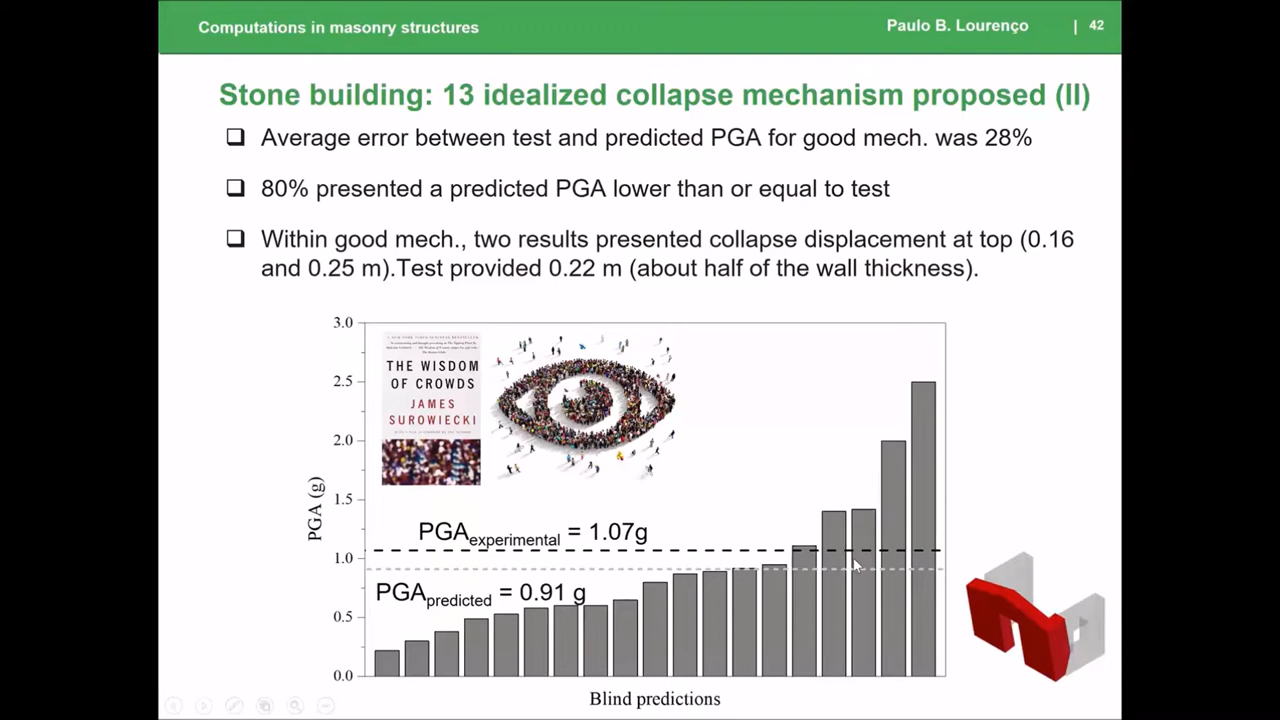 Computations in masonry structures
Paulo B. Lourenço | 42
Stone building: 13 idealized collapse mechanism proposed (II)
Average error between test and predicted PGA for good mech. was 28%
80% presented a predicted PGA lower than or equal to test
Within good mech., two results presented collapse displacement at top (0.16
and 0.25 m).Test provided 0.22 m (about half of the wall thickness).
3.0
2.5
2.0
1.5
1.0
0.5
0.0
PGA (g)
THE WISDOM
OF CROWDS
JAMES
SUROWIECKI
PGAexperimental = 1.07g
PGApredicted = 0.91 g
Blind predictions